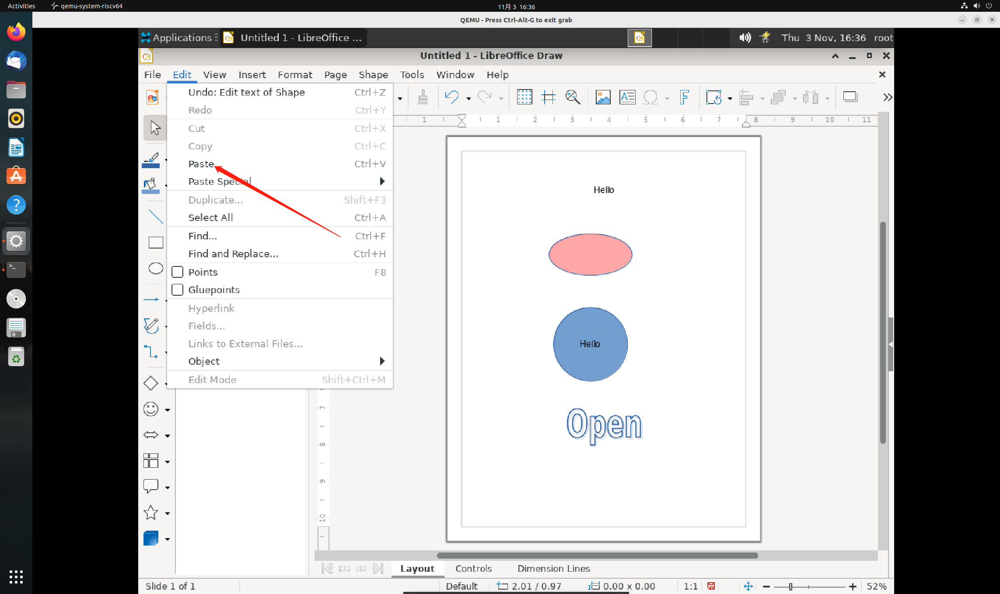 Activities
qemu-system-riscv64
11月 3 16:36
QEMU - Press Ctrl-Alt-G to exit grab
Applications
Untitled 1 - LibreOffice ...
Thu 3 Nov, 16:36 root
Untitled 1 - LibreOffice Draw
File Edit View Insert Format Page Shape Tools Window Help
Undo: Edit text of Shape Ctrl+Z
Redo Ctrl+Y
Cut Ctrl+X
Copy Ctrl+C
Paste Ctrl+V
Paste Special
Duplicate... Shift+F3
Select All Ctrl+A
Find... Ctrl+F
Find and Replace... Ctrl+H
Points F8
Gluepoints
Hyperlink
Fields...
Links to External Files...
Object
Edit Mode Shift+Ctrl+M
1 1 2 3 4 5 6 7 8 9 10 11
7
8
9
10
Hello
Hello
Open
Layout Controls Dimension Lines
Slide 1 of 1
Default
2.01 / 0.97
0.00 x 0.00
1:1
52%